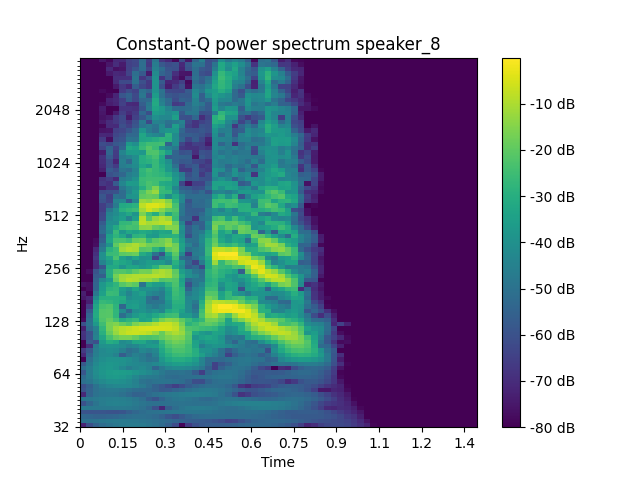 Constant-Q power spectrum speaker_8
Hz
2048
1024
512
256
128
64
32
0 0.15 0.3 0.45 0.6 0.75 0.9 1.1 1.2 1.4
Time
-10 dB
-20 dB
-30 dB
-40 dB
-50 dB
-60 dB
-70 dB
-80 dB